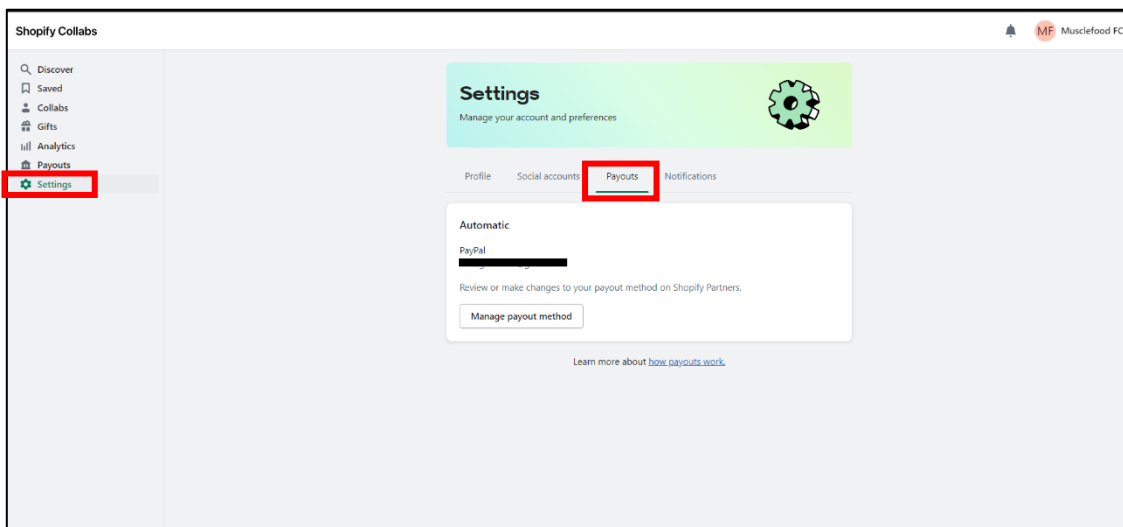 Shopify Collabs
MF Musclefood FC
Discover
Saved
Collabs
Gifts
Analytics
Payouts
Settings
Settings
Manage your account and preferences
Profile Social accounts Payouts Notifications
Automatic
PayPal
Review or make changes to your payout method on Shopify Partners.
Manage payout method
Learn more about how payouts work.